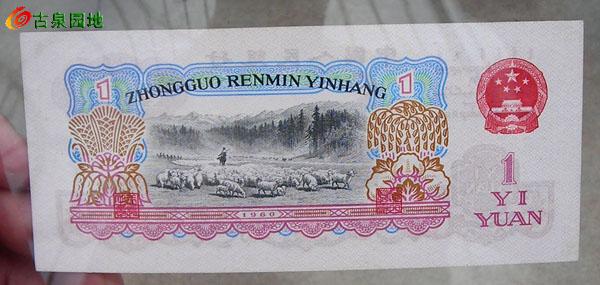 古泉园地
1
1
ZHONGGUO RENMIN YINHANG
1
YI
YUAN
1960